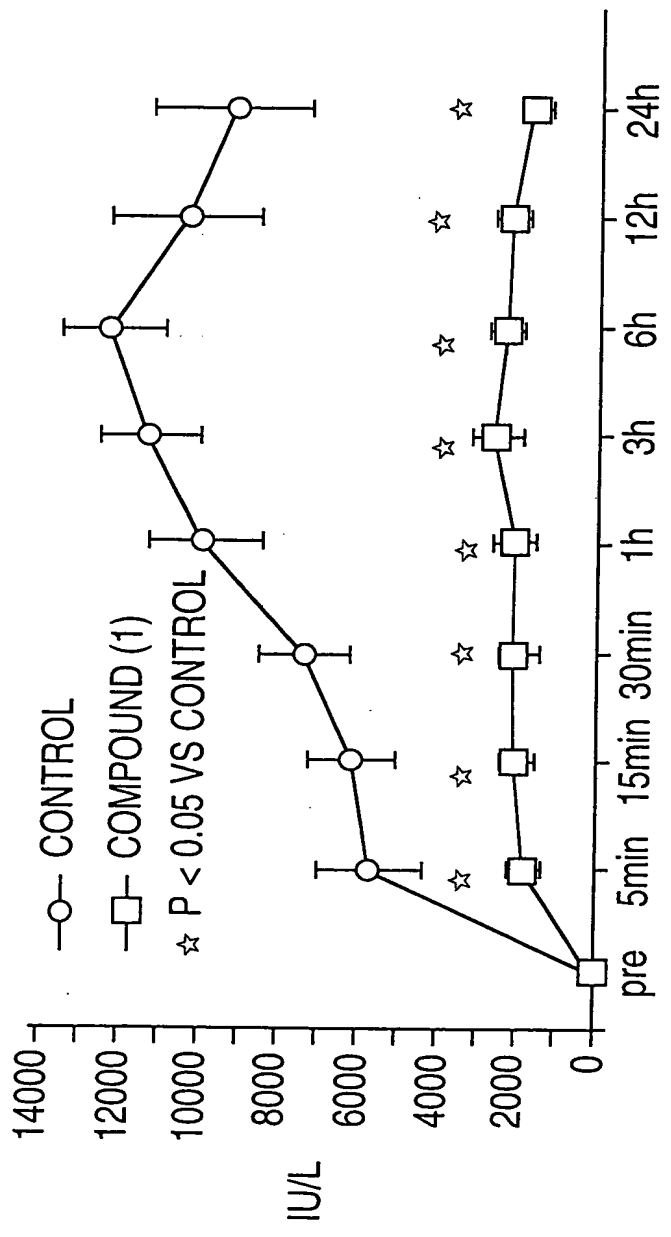 CONTROL
COMPOUND (1)
☆ P < 0.05 VS CONTROL
IU/L
14000
12000
10000
8000
6000
4000
2000
0
pre 5min 15min 30min 1h 3h 6h 12h 24h